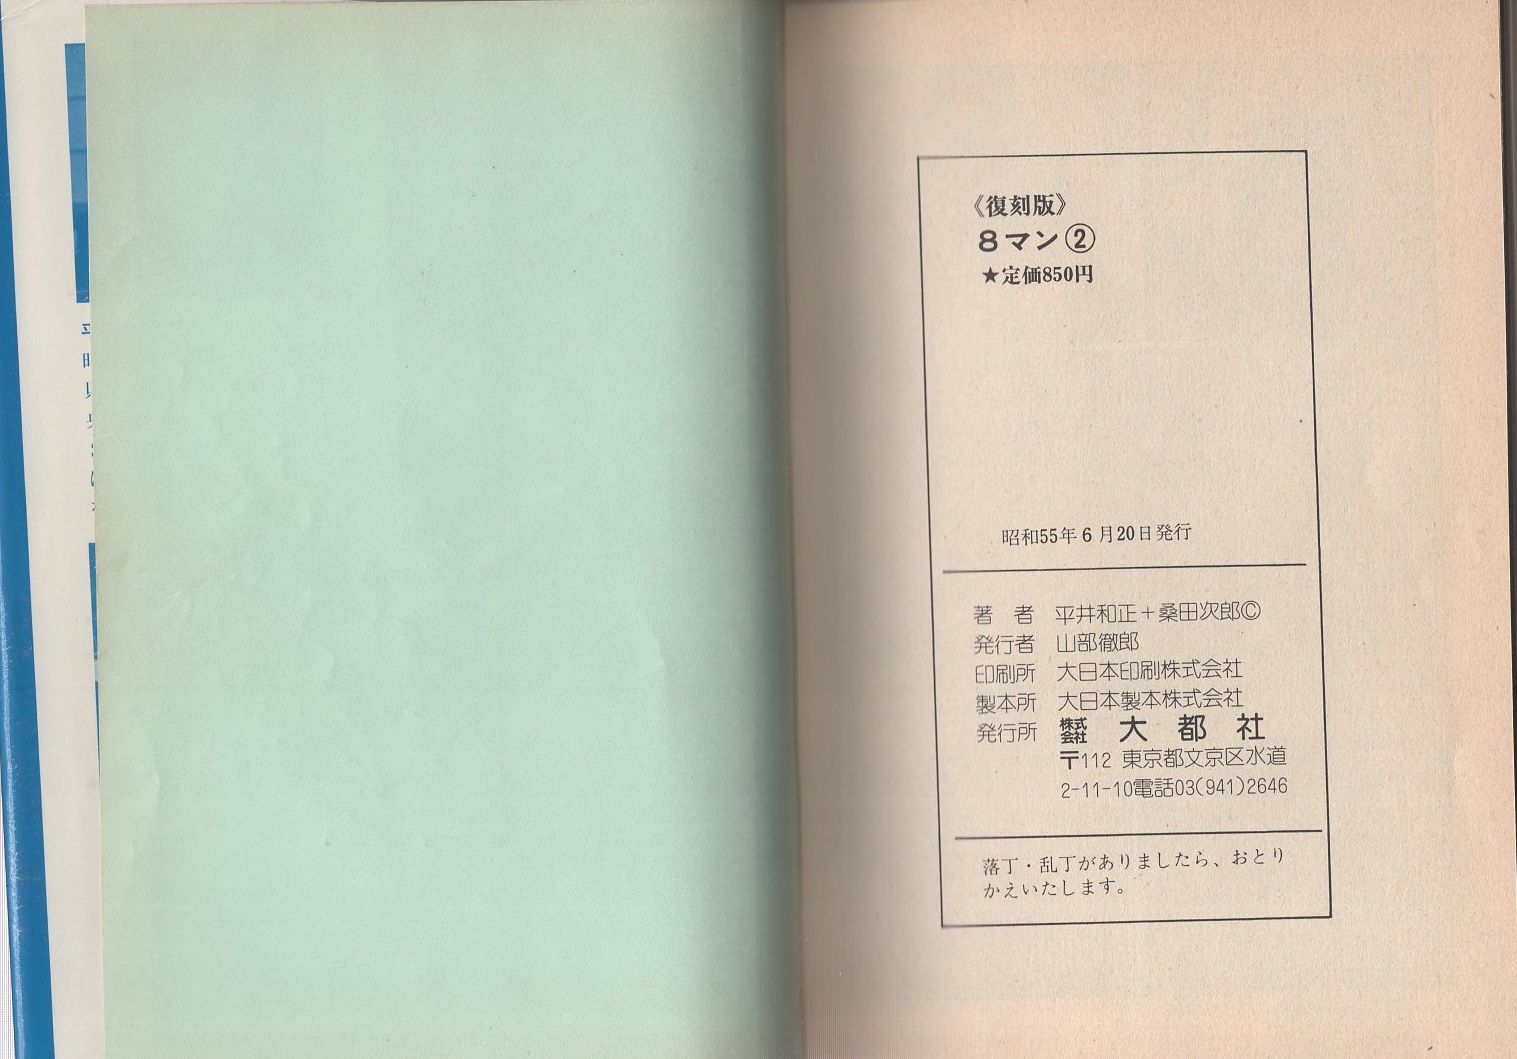 《復刻版》
8マン②
★定価850円
昭和55年6月20日発行
著　者　平井和正+桑田次郎©
発行者　山部徹郎
印刷所　大日本印刷株式会社
製本所　大日本製本株式会社
発行所　株式会社　大都社
〒112 東京都文京区水道
2-11-10電話03(941)2646
落丁・乱丁がありましたら、おとり
かえいたします。